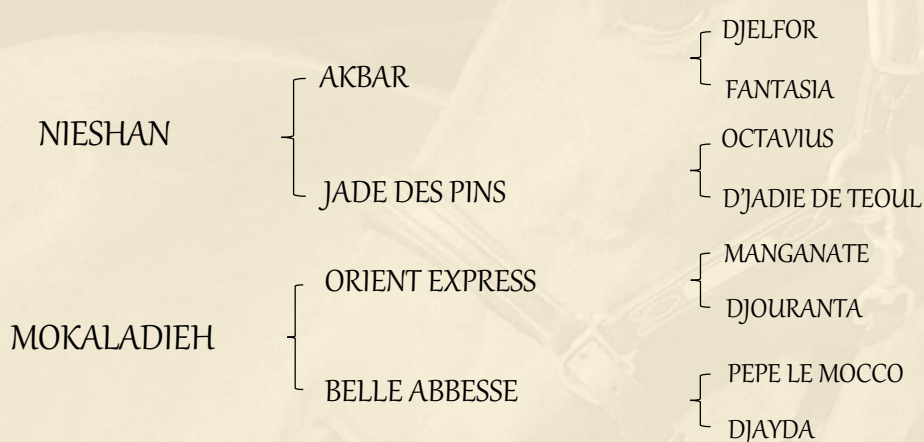 DJELFOR
AKBAR
FANTASIA
NIESHAN
OCTAVIUS
JADE DES PINS
D'JADIE DE TEOUL
MANGANATE
ORIENT EXPRESS
DJOURANTA
MOKALADIEH
PEPE LE MOCCO
BELLE ABBESSE
DJAYDA